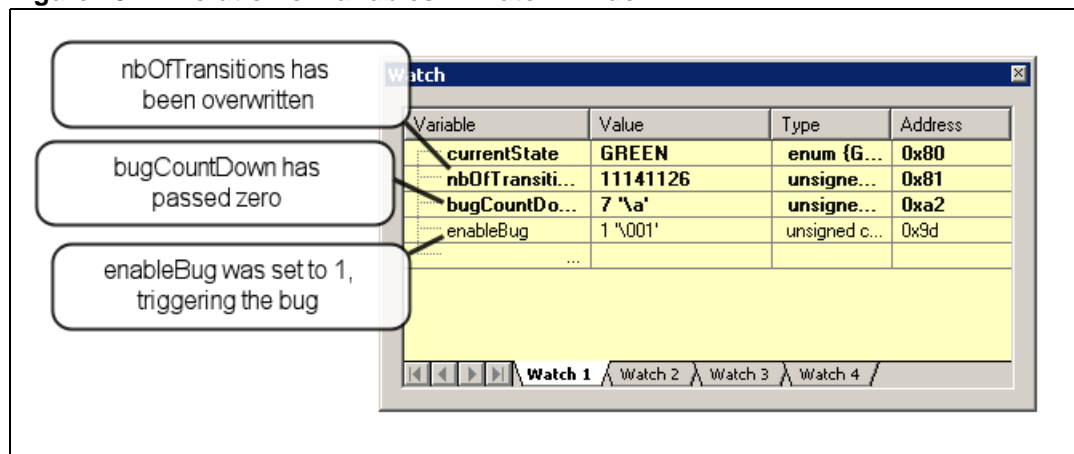 nbOfTransitions has
been overwritten
bugCountDown has
passed zero
enableBug was set to 1,
triggering the bug
Watch
Variable Value Type Address
currentState GREEN enum {G... 0x80
nbOfTransiti... 11141126 unsigne... 0x81
bugCountDo... 7 '\a' unsigne... 0xa2
enableBug 1 '\001' unsigned c... 0x9d
...
Watch 1 Watch 2 Watch 3 Watch 4